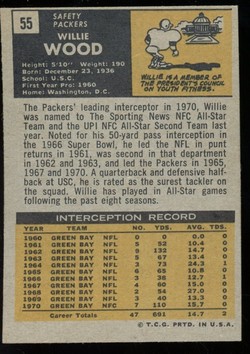 55
SAFETY
PACKERS
WILLIE
WOOD
Height: 5'10" Weight: 190
Born: December 23, 1936
School: U.S.C.
First Year Pro: 1960
Home: Washington, D.C.
WILLIE IS A MEMBER OF
THE PRESIDENT'S COUNCIL
ON YOUTH FITNESS.
The Packers' leading interceptor in 1970, Willie
was named to The Sporting News NFC All-Star
Team and the UPI NFC All-Star Second Team last
year. Noted for his 50-yard pass interception in
the 1966 Super Bowl, he led the NFL in punt
returns in 1961, was second in that department
in 1962 and 1963, and led the Packers in 1965,
1967 and 1970. A quarterback and defensive half-
back at USC, he is rated as the surest tackler on
the squad. Willie has played in All-Star games
following the past eight seasons.
INTERCEPTION RECORD
YEAR TEAM LEA. NO. YDS. AVG. T.D.
1960 GREEN BAY NFL 0 0 0.0 0
1961 GREEN BAY NFL 5 52 10.4
1962 GREEN BAY NFL 9 132 14.7 0
1963 GREEN BAY NFL 5 67 13.4 0
1964 GREEN BAY NFL 3 73 24.3 1
1965 GREEN BAY NFL 6 65 10.8
1966 GREEN BAY NFL 3 38 12.7 1
1967 GREEN BAY NFL 4 60 15.0 0
1968 GREEN BAY NFL 2 54 27.0 0
1969 GREEN BAY NFL 3 40 13.3 0
1970 GREEN BAY NFC 7 110 15.7 0
Career Totals 47 691 14.7 2
© T.C.G. PRTD. IN U.S.A.